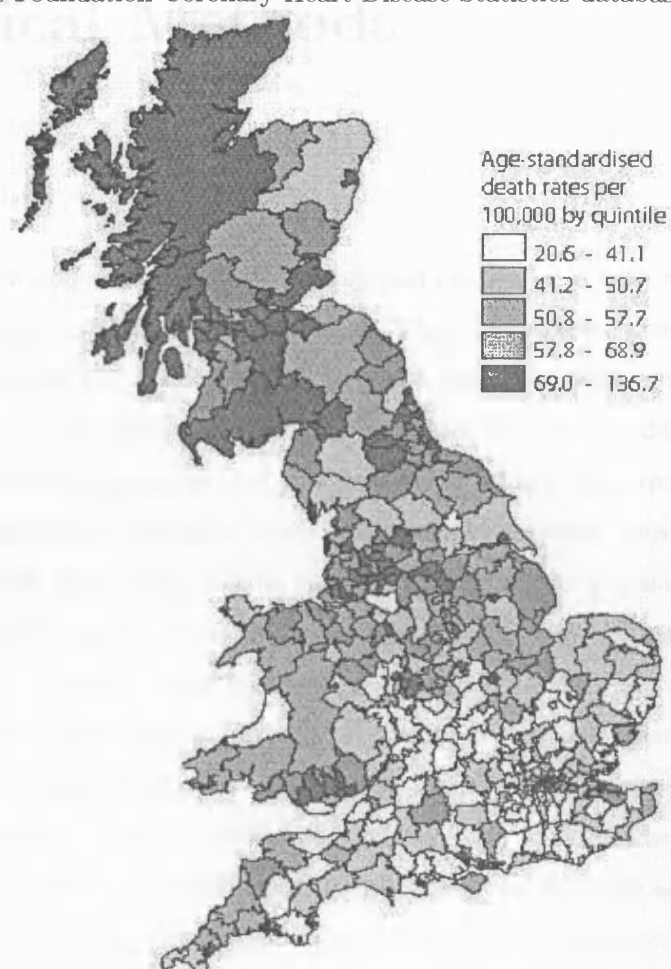 Foundation Coronary Heart Disease Statistics databas
Age-standardised
death rates per
100,000 by quintile
20.6 - 41.1
41.2 - 50.7
50.8 - 57.7
57.8 - 68.9
69.0 - 136.7